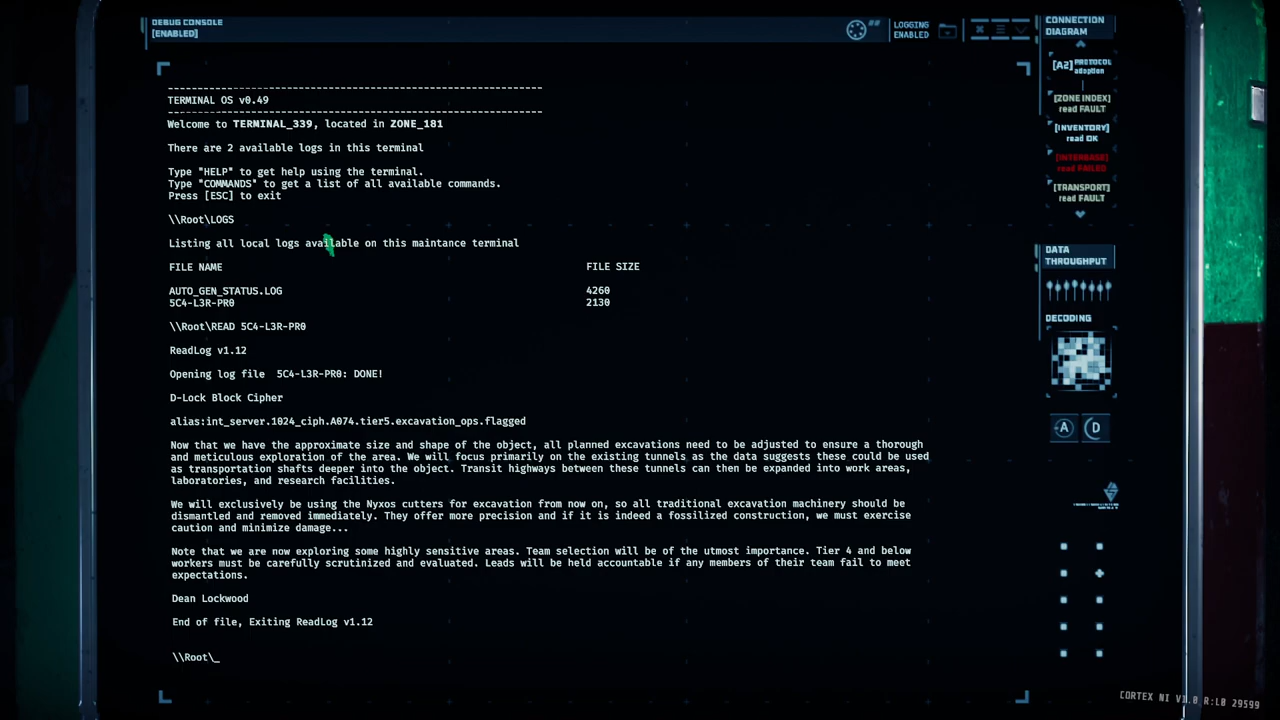 DEBUG CONSOLE
[ENABLED]
LOGGING
ENABLED
CONNECTION
DIAGRAM
[A2] PROTOCOL
adoption
[ZONE INDEX]
read FAULT
[INVENTORY]
read OK
[INTERBASE]
read FAILED
[TRANSPORT]
read FAULT
DATA
THROUGHPUT
DECODING
A
D
--------------------------------------------------------------
TERMINAL OS v0.49
--------------------------------------------------------------
Welcome to TERMINAL_339, located in ZONE_181
There are 2 available logs in this terminal
Type "HELP" to get help using the terminal.
Type "COMMANDS" to get a list of all available commands.
Press [ESC] to exit
\\Root\LOGS
Listing all local logs available on this maintance terminal
FILE NAME FILE SIZE
AUTO_GEN_STATUS.LOG 4260
5C4-L3R-PR0 2130
\\Root\READ 5C4-L3R-PR0
ReadLog v1.12
Opening log file  5C4-L3R-PR0: DONE!
D-Lock Block Cipher
alias:int_server.1024_ciph.A074.tier5.excavation_ops.flagged
Now that we have the approximate size and shape of the object, all planned excavations need to be adjusted to ensure a thorough
and meticulous exploration of the area. We will focus primarily on the existing tunnels as the data suggests these could be used
as transportation shafts deeper into the object. Transit highways between these tunnels can then be expanded into work areas,
laboratories, and research facilities.
We will exclusively be using the Nyxos cutters for excavation from now on, so all traditional excavation machinery should be
dismantled and removed immediately. They offer more precision and if it is indeed a fossilized construction, we must exercise
caution and minimize damage...
Note that we are now exploring some highly sensitive areas. Team selection will be of the utmost importance. Tier 4 and below
workers must be carefully scrutinized and evaluated. Leads will be held accountable if any members of their team fail to meet
expectations.
Dean Lockwood
End of file, Exiting ReadLog v1.12
\\Root\_
CORTEX NI V1.0 R:L0 29599